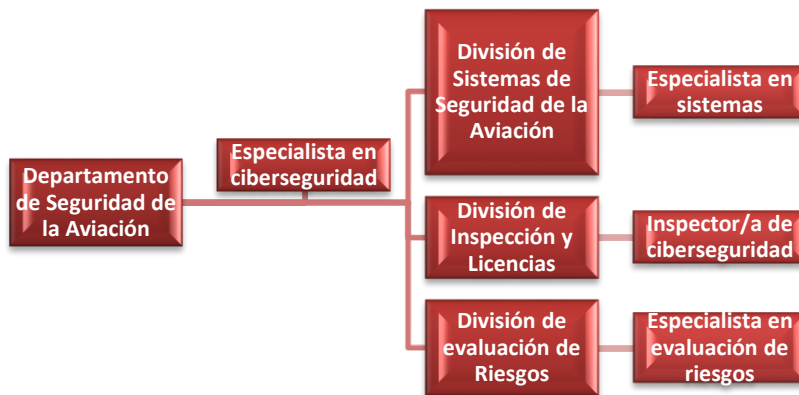 Departamento
de Seguridad de
la Aviación
Especialista en
ciberseguridad
División de
Sistemas de
Seguridad de la
Aviación
Especialista en
sistemas
División de
Inspección y
Licencias
Inspector/a de
ciberseguridad
División de
evaluación de
Riesgos
Especialista en
evaluación de
riesgos